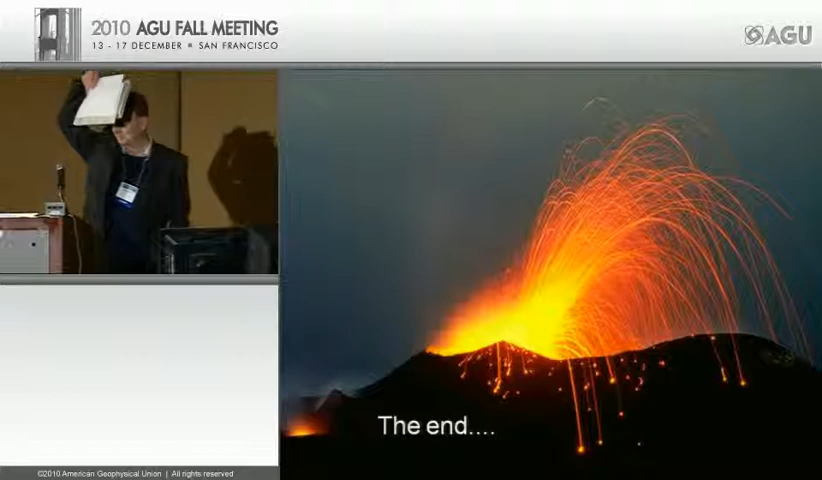 2010 AGU FALL MEETING
13 - 17 DECEMBER ■ SAN FRANCISCO
AGU
The end....
©2010 American Geophysical Union | All rights reserved